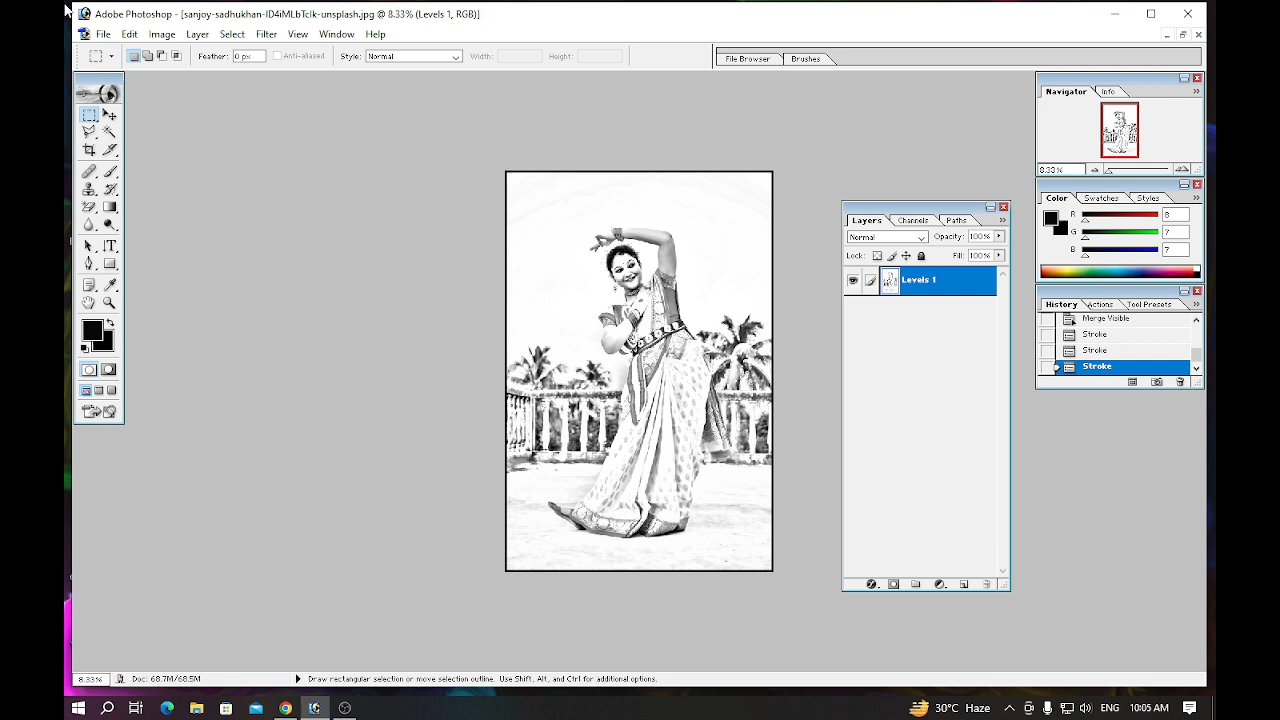 Adobe Photoshop - [sanjoy-sadhukhan-ID4iMLbTcIk-unsplash.jpg @ 8.33% (Levels 1, RGB)]
File Edit Image Layer Select Filter View Window Help
Feather: 0 px Anti-aliased Style: Normal Width: Height: File Browser Brushes
Navigator Info
8.33%
Color Swatches Styles
R 8
G 7
B 7
Layers Channels Paths
Normal Opacity: 100%
Lock: Fill: 100%
Levels 1
History Actions Tool Presets
Merge Visible
Stroke
Stroke
Stroke
8.33% Doc: 68.7M/68.5M Draw rectangular selection or move selection outline. Use Shift, Alt, and Ctrl for additional options.
30°C Haze ENG 10:05 AM